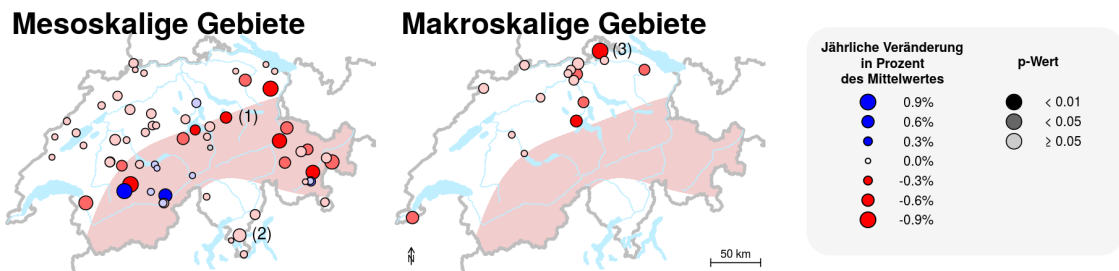 Mesoskalige Gebiete
(1)
(2)
Makroskalige Gebiete
(3)
N
50 km
Jährliche Veränderung
in Prozent
des Mittelwertes
0.9%
0.6%
0.3%
0.0%
-0.3%
-0.6%
-0.9%
p-Wert
< 0.01
< 0.05
≥ 0.05